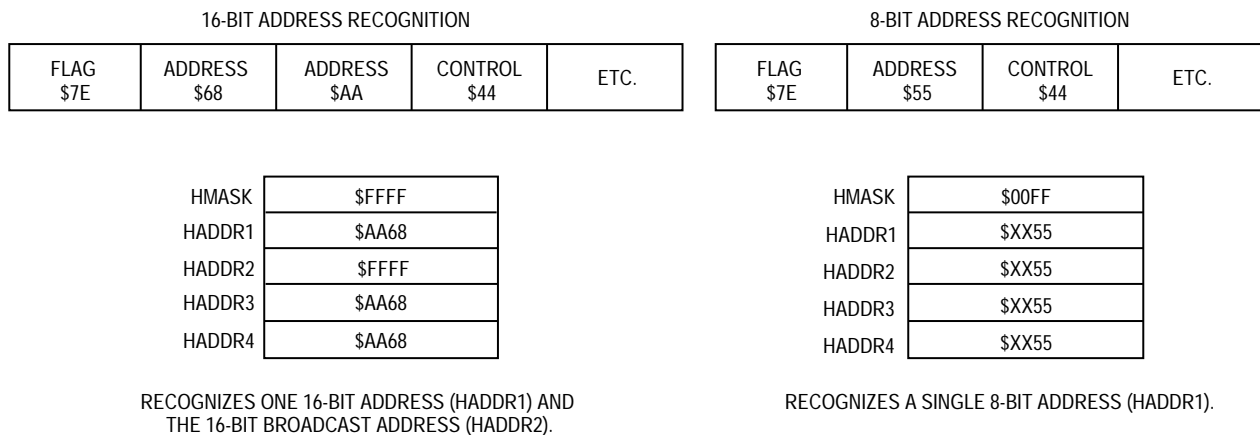 16-BIT ADDRESS RECOGNITION
FLAG ADDRESS ADDRESS CONTROL ETC.
$7E $68 $AA $44
HMASK $FFFF
HADDR1 $AA68
HADDR2 $FFFF
HADDR3 $AA68
HADDR4 $AA68
RECOGNIZES ONE 16-BIT ADDRESS (HADDR1) AND
THE 16-BIT BROADCAST ADDRESS (HADDR2).
8-BIT ADDRESS RECOGNITION
FLAG ADDRESS CONTROL ETC.
$7E $55 $44
HMASK $00FF
HADDR1 $XX55
HADDR2 $XX55
HADDR3 $XX55
HADDR4 $XX55
RECOGNIZES A SINGLE 8-BIT ADDRESS (HADDR1).